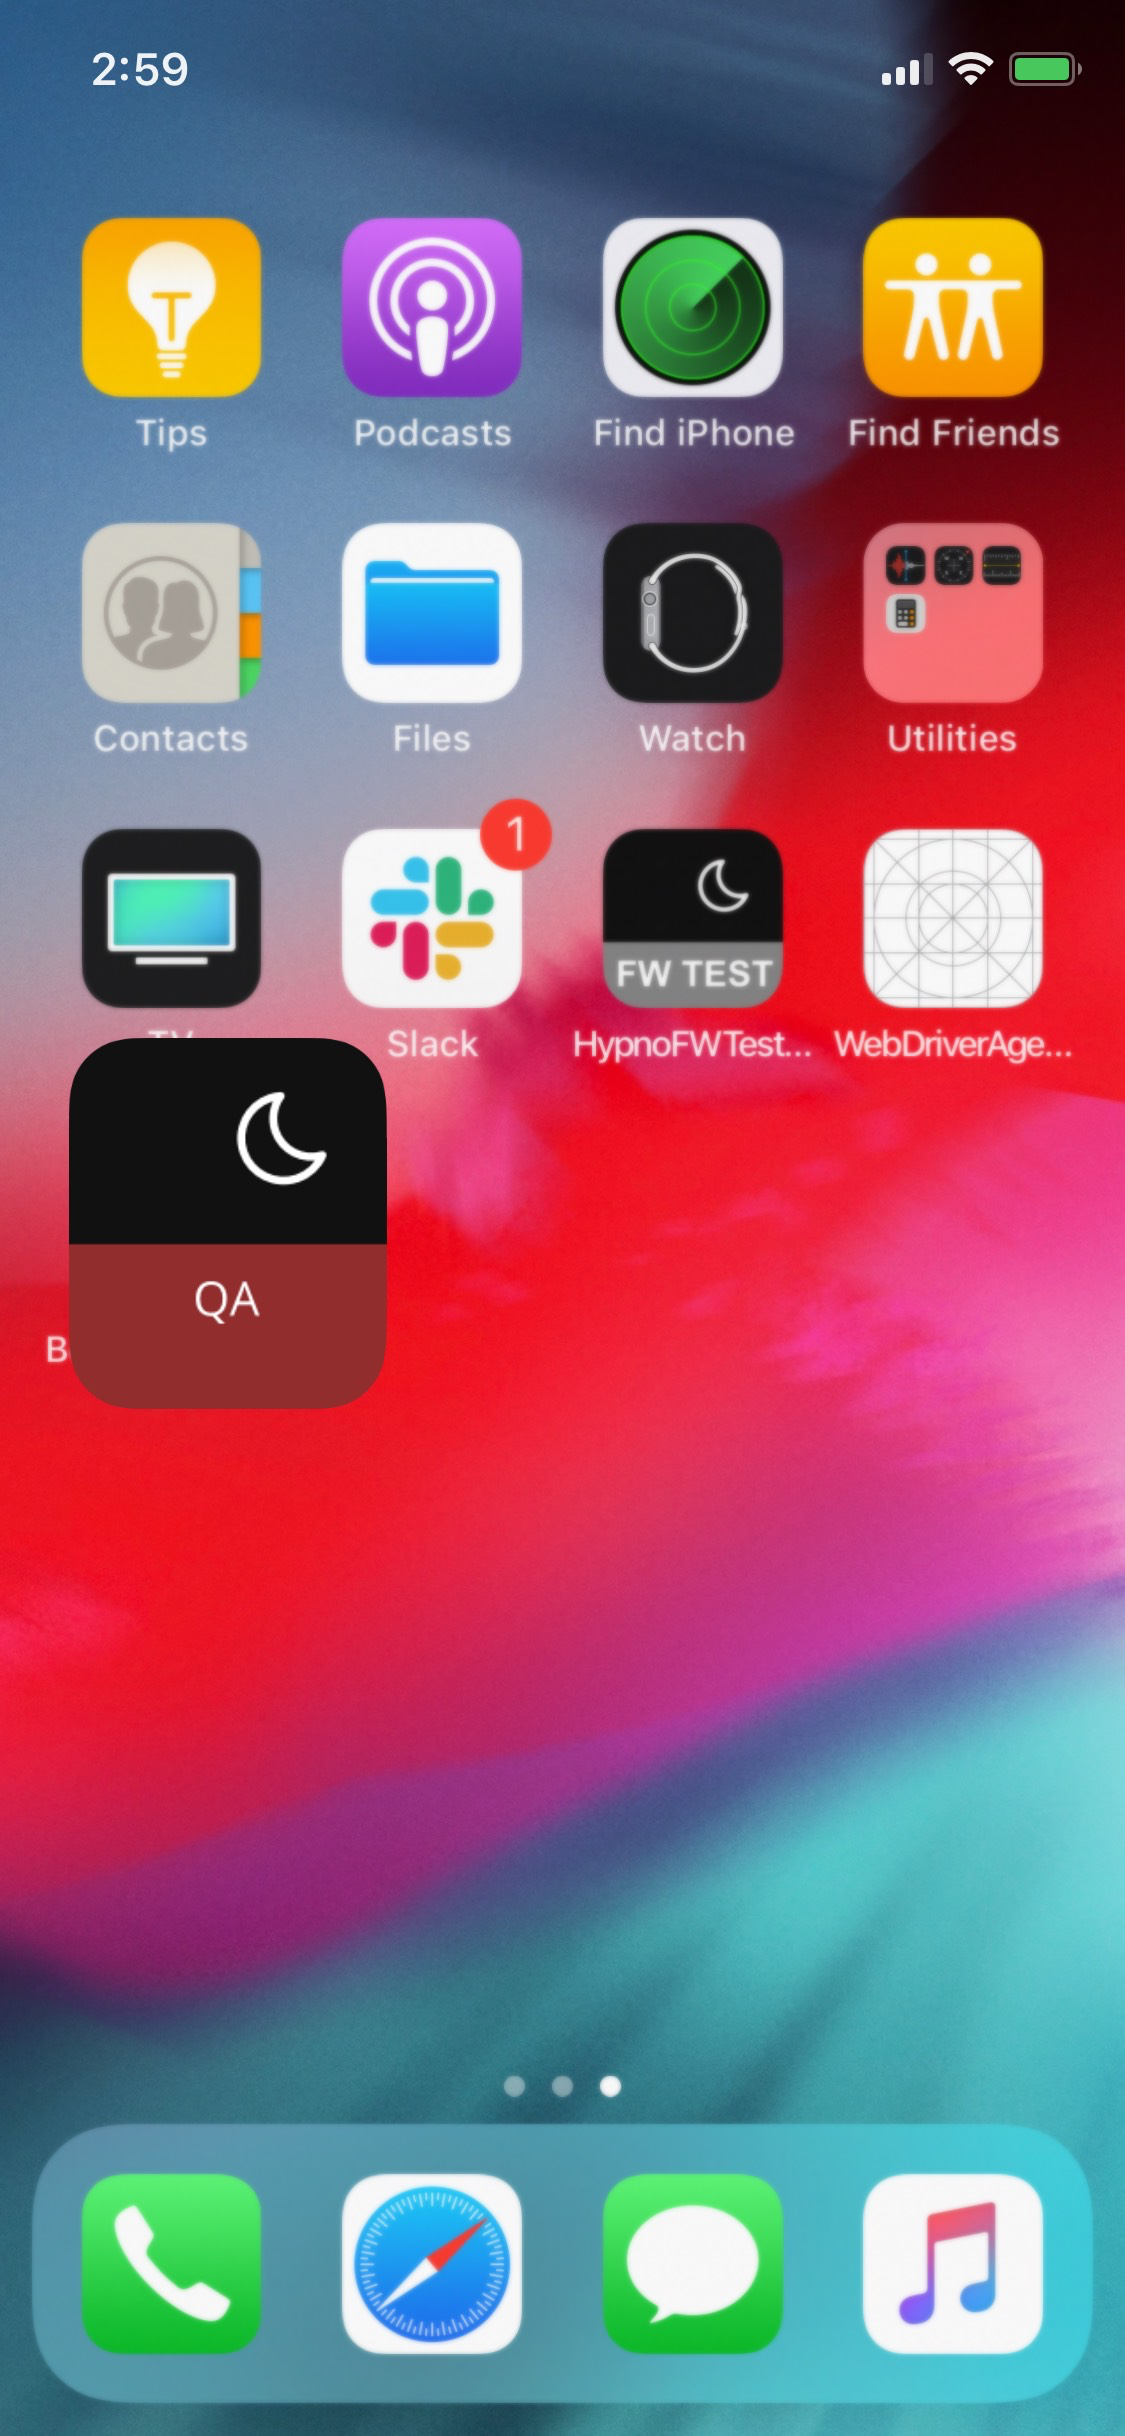 2:59
Tips
Podcasts
Find iPhone
Find Friends
Contacts
Files
Watch
Utilities
1
FW TEST
TV
Slack
HypnoFWTest...
WebDriverAge...
QA
B